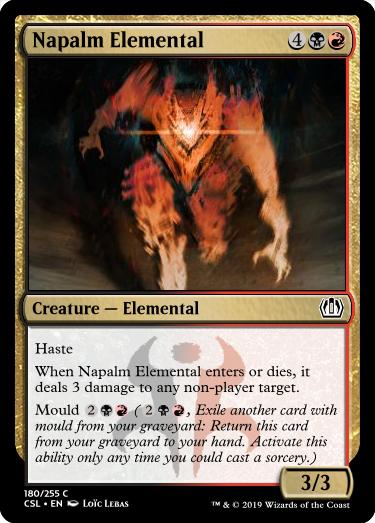 Napalm Elemental 4
Creature — Elemental
Haste
When Napalm Elemental enters or dies, it
deals 3 damage to any non-player target.
Mould 2 ( 2 , Exile another card with
mould from your graveyard: Return this card
from your graveyard to your hand. Activate this
ability only any time you could cast a sorcery.)
3/3
180/255 C
CSL • EN Loïc Lebas
™ & © 2019 Wizards of the Coast